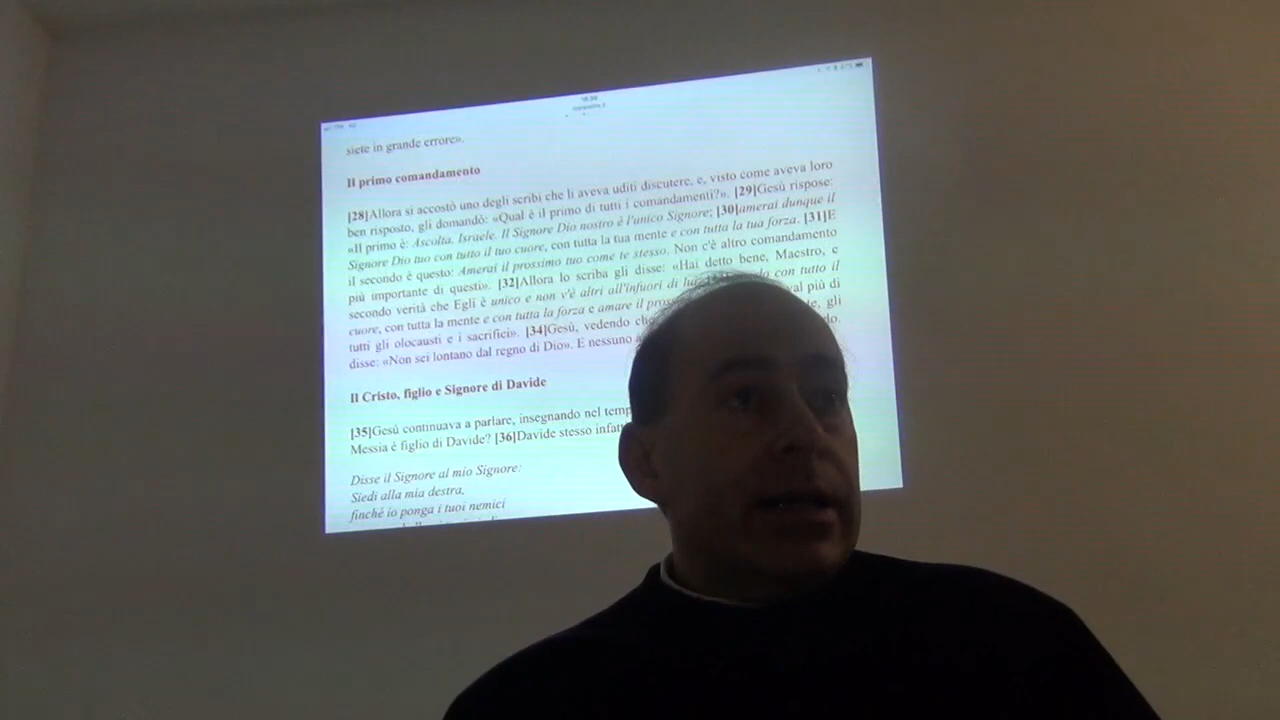 siete in grande errore».
Il primo comandamento
[28]Allora si accostò uno degli scribi che li aveva uditi discutere, e, visto come aveva loro
ben risposto, gli domandò: «Qual è il primo di tutti i comandamenti?». [29]Gesù rispose:
«Il primo è: Ascolta, Israele. Il Signore Dio nostro è l'unico Signore; [30]amerai dunque il
Signore Dio tuo con tutto il tuo cuore, con tutta la tua mente e con tutta la tua forza. [31]E
il secondo è questo: Amerai il prossimo tuo come te stesso. Non c'è altro comandamento
più importante di questi». [32]Allora lo scriba gli disse: «Hai detto bene, Maestro, e
secondo verità che Egli è unico e non v'è altri all'infuori di lui con tutto il
cuore, con tutta la mente e con tutta la forza e amare il val più di
tutti gli olocausti e i sacrifici». [34]Gesù, vedendo gli
disse: «Non sei lontano dal regno di Dio». E nessuno
Il Cristo, figlio e Signore di Davide
[35]Gesù continuava a parlare, insegnando nel
Messia è figlio di Davide? [36]Davide stesso
Disse il Signore al mio Signore:
Siedi alla mia destra,
finché io ponga i tuoi nemici